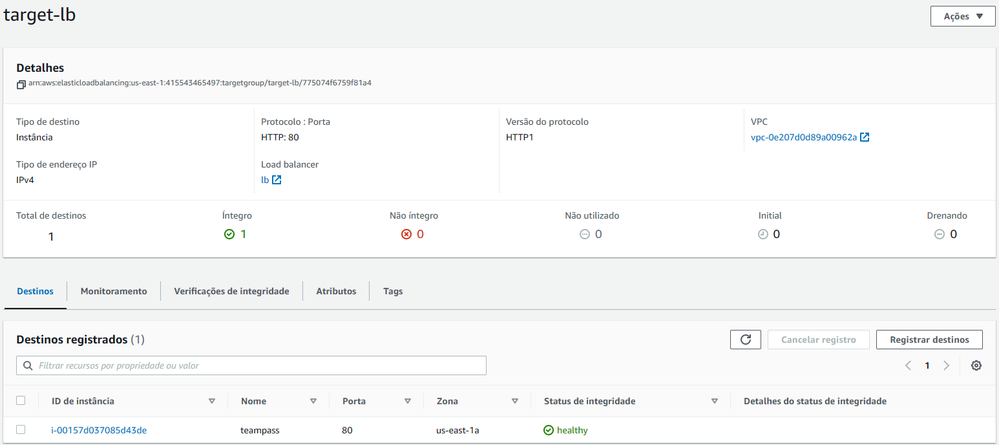 target-lb
Ações
Detalhes
arn:aws:elasticloadbalancing:us-east-1:415543465497:targetgroup/target-lb/775074f6759f81a4
Tipo de destino Protocolo : Porta Versão do protocolo VPC
Instância HTTP: 80 HTTP1 vpc-0e207d0d89a00962a
Tipo de endereço IP Load balancer
IPv4 lb
Total de destinos Íntegro Não íntegro Não utilizado Initial Drenando
1 1 0 0 0 0
Destinos Monitoramento Verificações de integridade Atributos Tags
Destinos registrados (1) Cancelar registro Registrar destinos
Filtrar recursos por propriedade ou valor 1
ID de instância Nome Porta Zona Status de integridade Detalhes do status de integridade
i-00157d037085d43de teampass 80 us-east-1a healthy